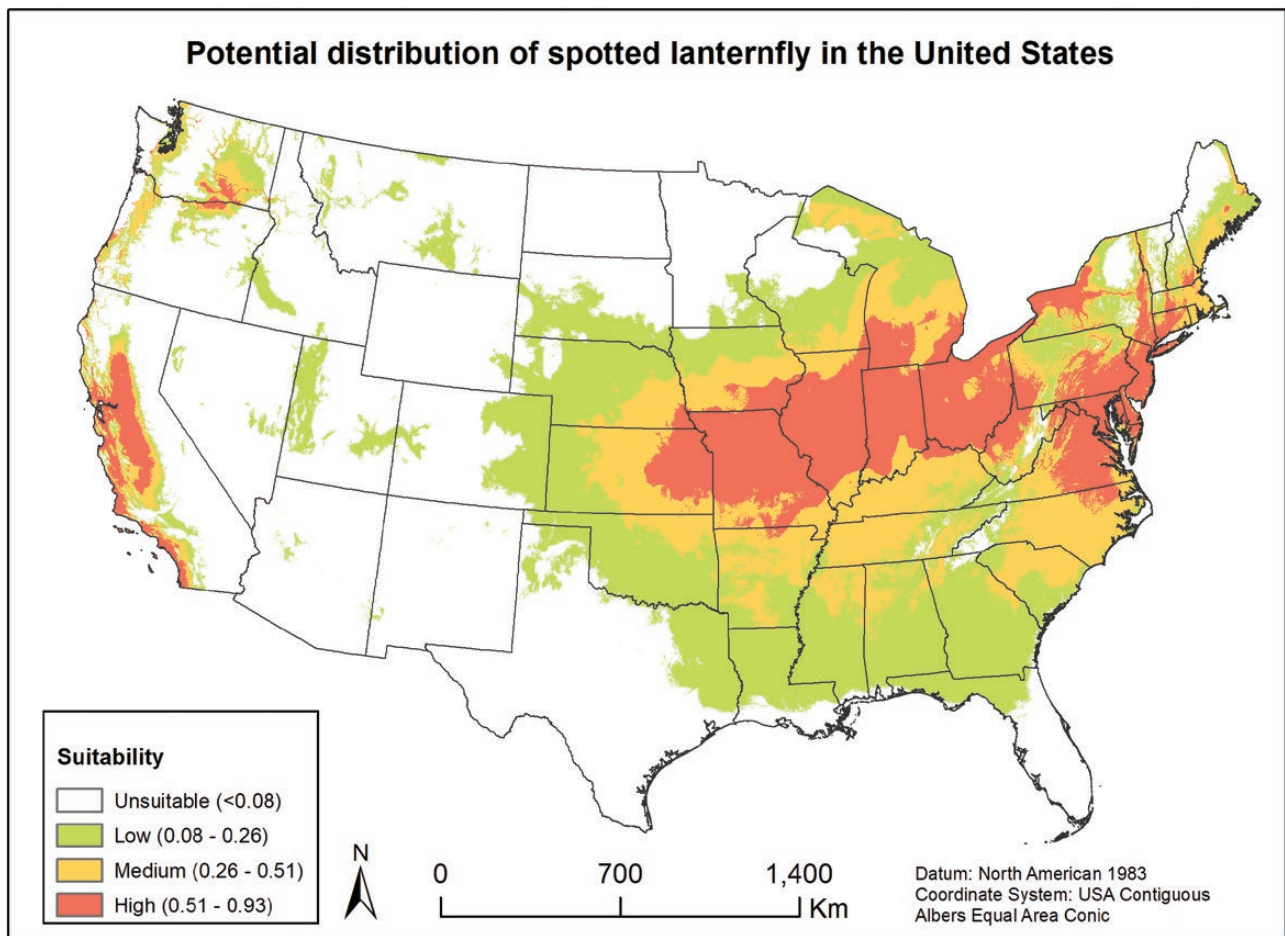 Potential distribution of spotted lanternfly in the United States
Suitability
Unsuitable (<0.08)
Low (0.08 - 0.26)
Medium (0.26 - 0.51)
High (0.51 - 0.93)
N
0 700 1,400
Km
Datum: North American 1983
Coordinate System: USA Contiguous
Albers Equal Area Conic